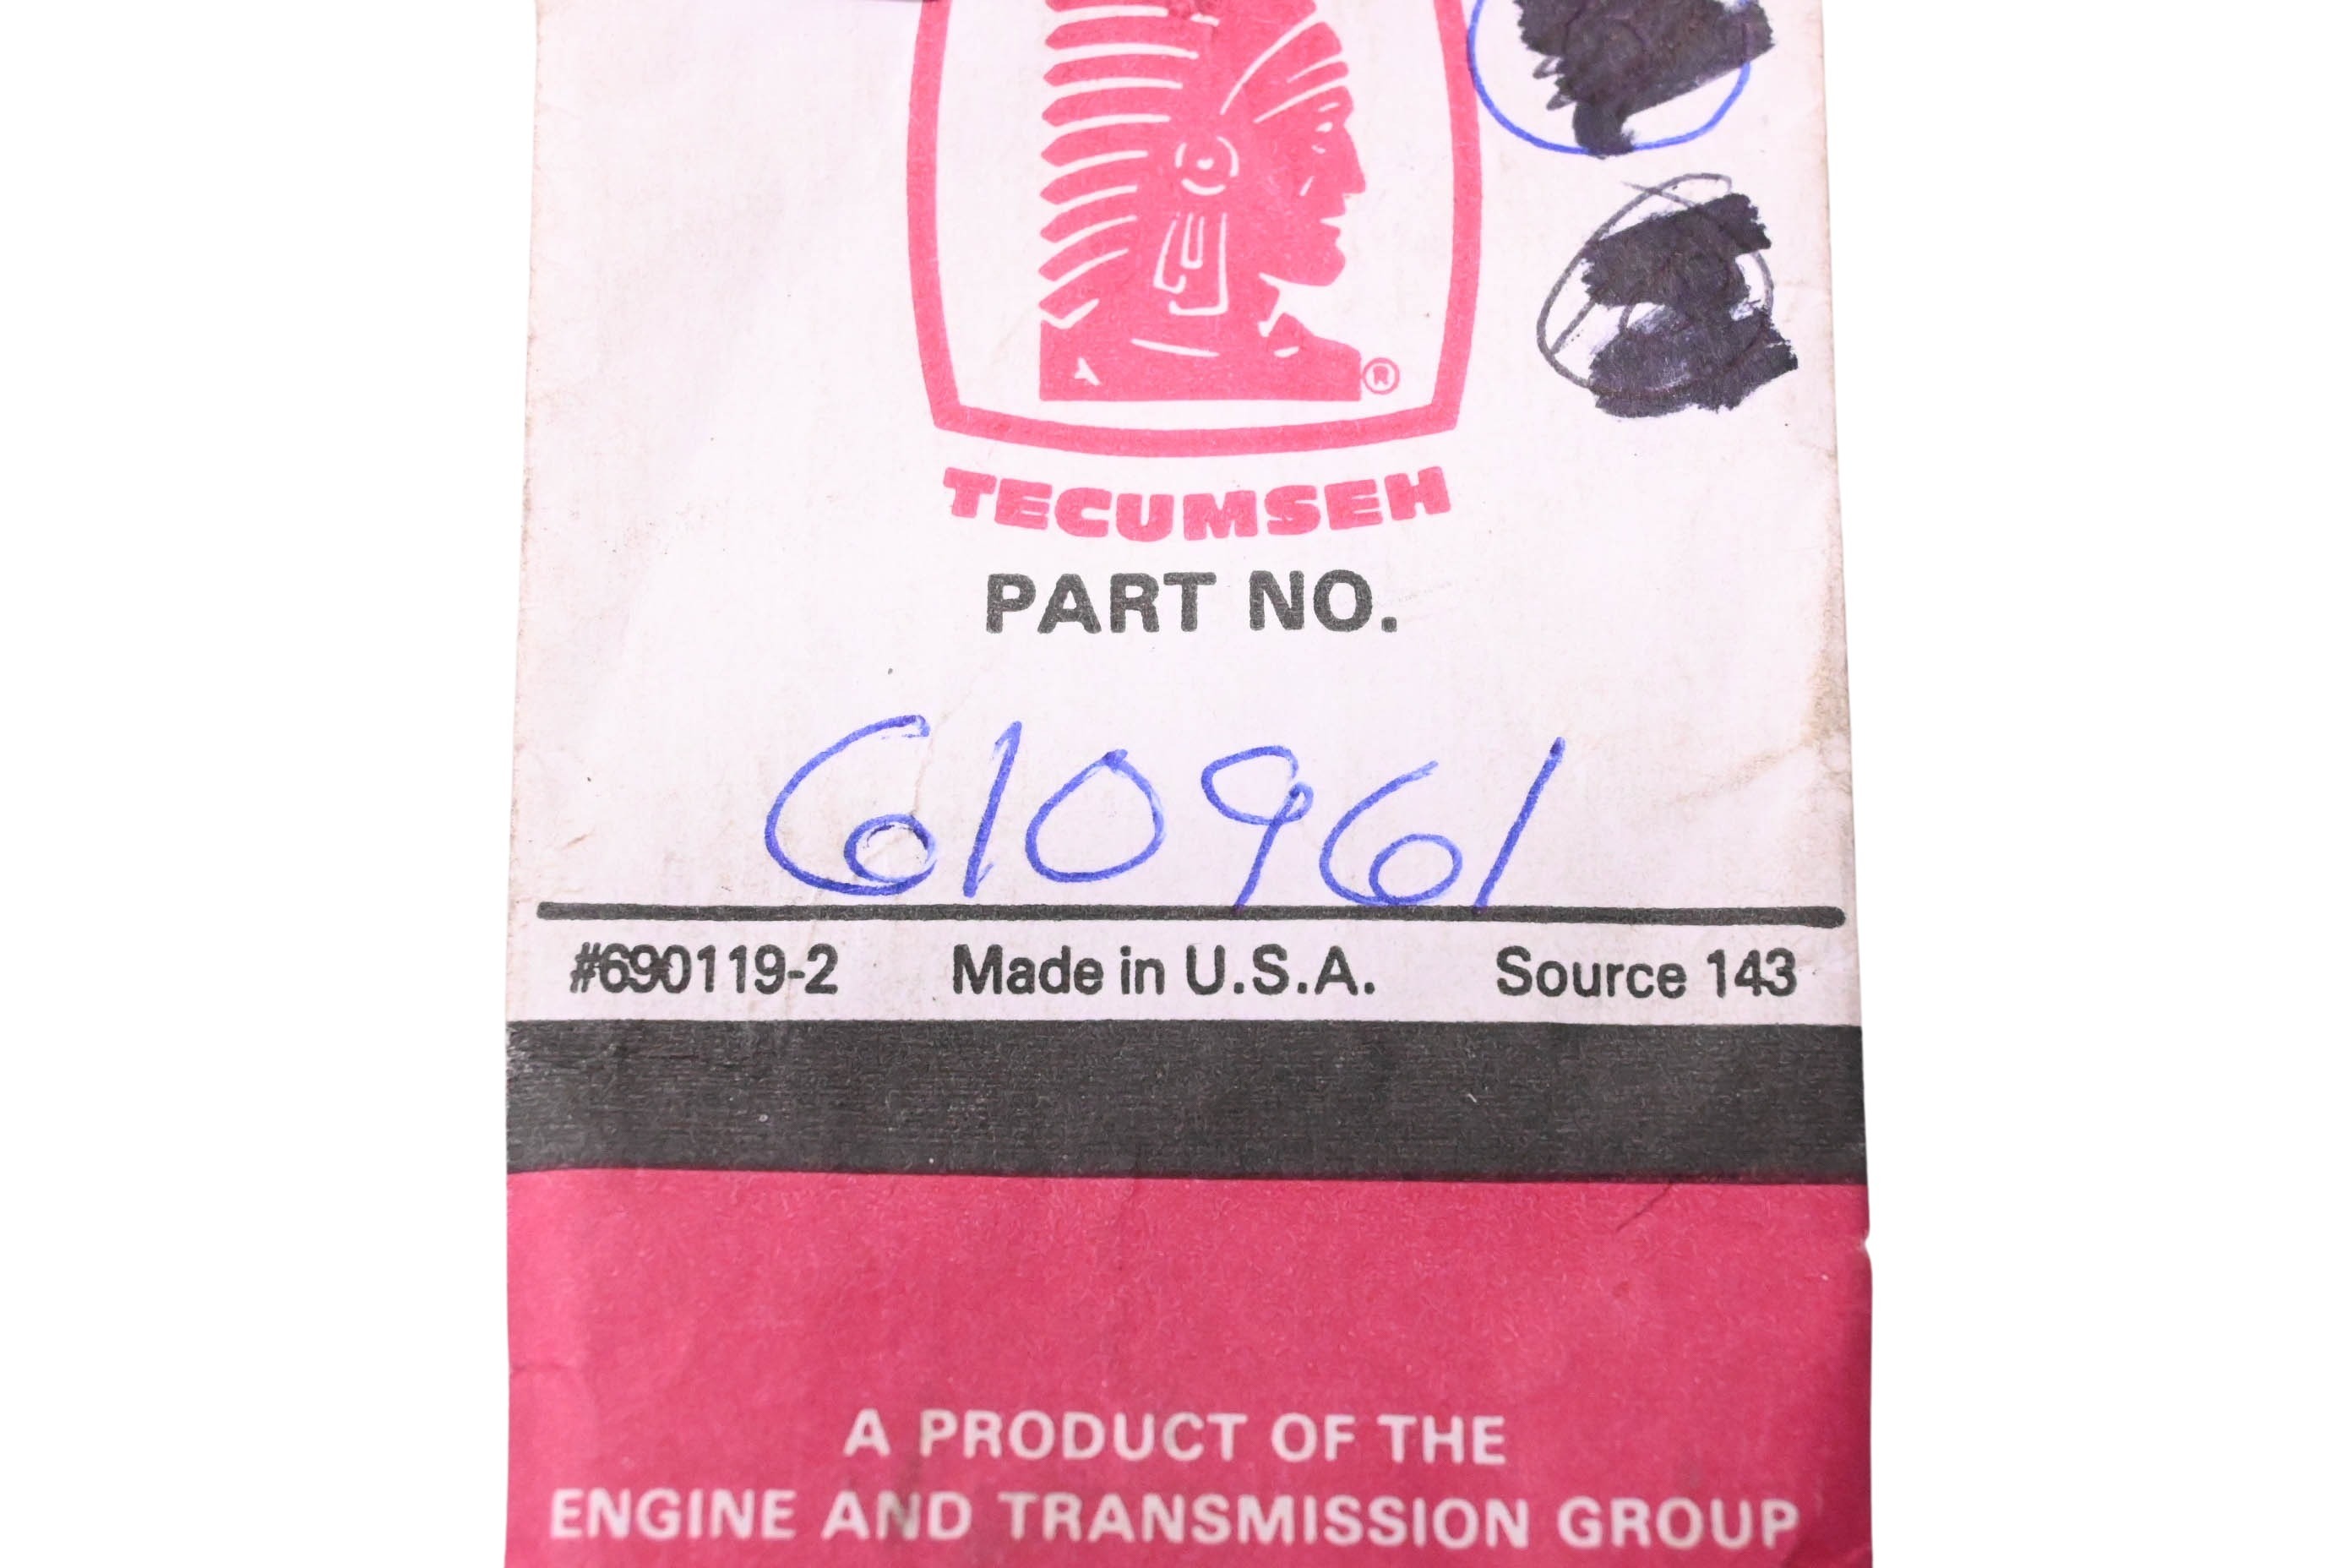 ®
TECUMSEH
PART NO.
610961
#690119-2 Made in U.S.A. Source 143
A PRODUCT OF THE
ENGINE AND TRANSMISSION GROUP